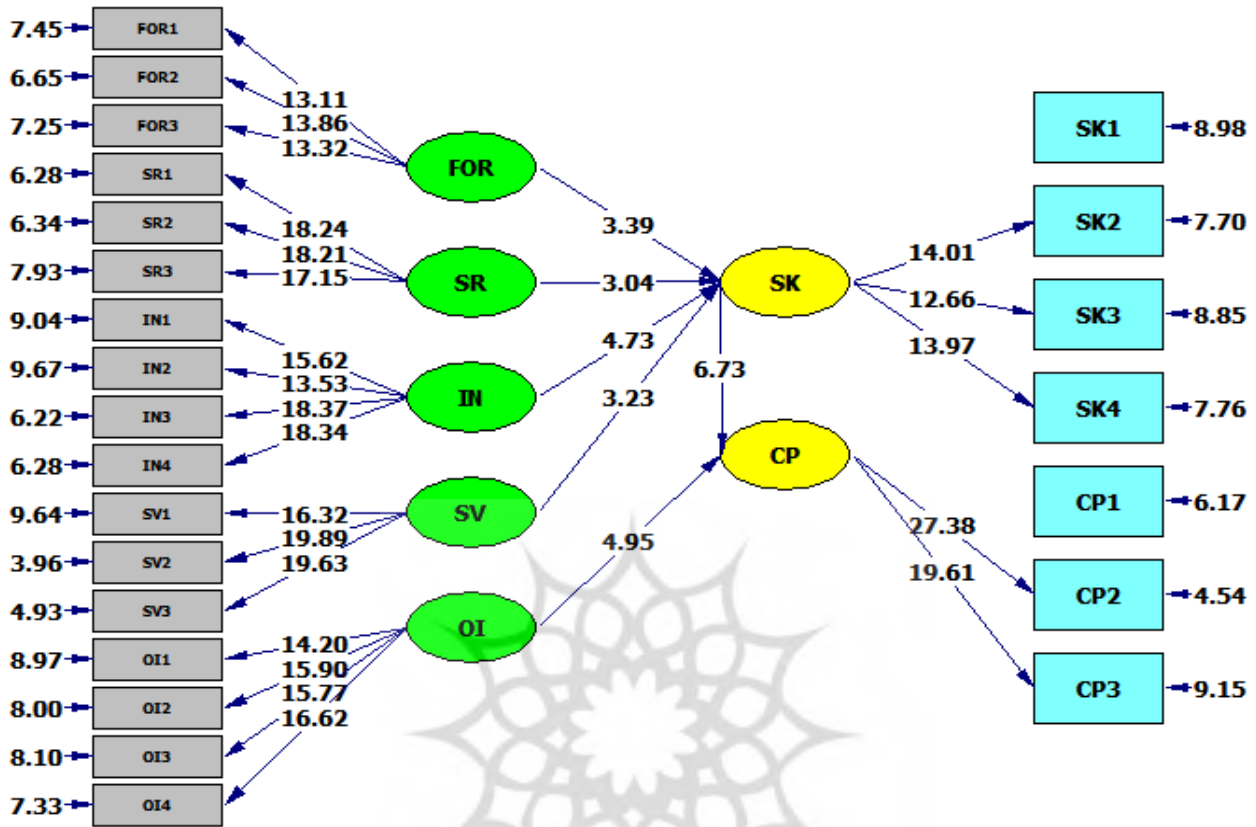 7.45 FOR1
6.65 FOR2
7.25 FOR3
6.28 SR1
6.34 SR2
7.93 SR3
9.04 IN1
9.67 IN2
6.22 IN3
6.28 IN4
9.64 SV1
3.96 SV2
4.93 SV3
8.97 OI1
8.00 OI2
8.10 OI3
7.33 OI4
13.11
13.86
13.32
18.24
18.21
17.15
15.62
13.53
18.37
18.34
16.32
19.89
19.63
14.20
15.90
15.77
16.62
FOR
SR
IN
SV
OI
3.39
3.04
4.73
3.23
6.73
4.95
SK
CP
14.01
12.66
13.97
27.38
19.61
SK1 8.98
SK2 7.70
SK3 8.85
SK4 7.76
CP1 6.17
CP2 4.54
CP3 9.15